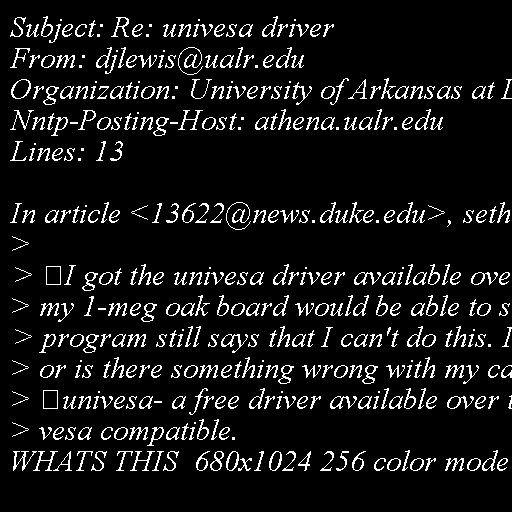 Subject: Re: univesa driver
From: djlewis@ualr.edu
Organization: University of Arkansas at L
Nntp-Posting-Host: athena.ualr.edu
Lines: 13

In article <13622@news.duke.edu>, seth
>
> □I got the univesa driver available ove
> my 1-meg oak board would be able to s
> program still says that I can't do this. I
> or is there something wrong with my ca
> □univesa- a free driver available over t
> vesa compatible.
WHATS THIS  680x1024 256 color mode